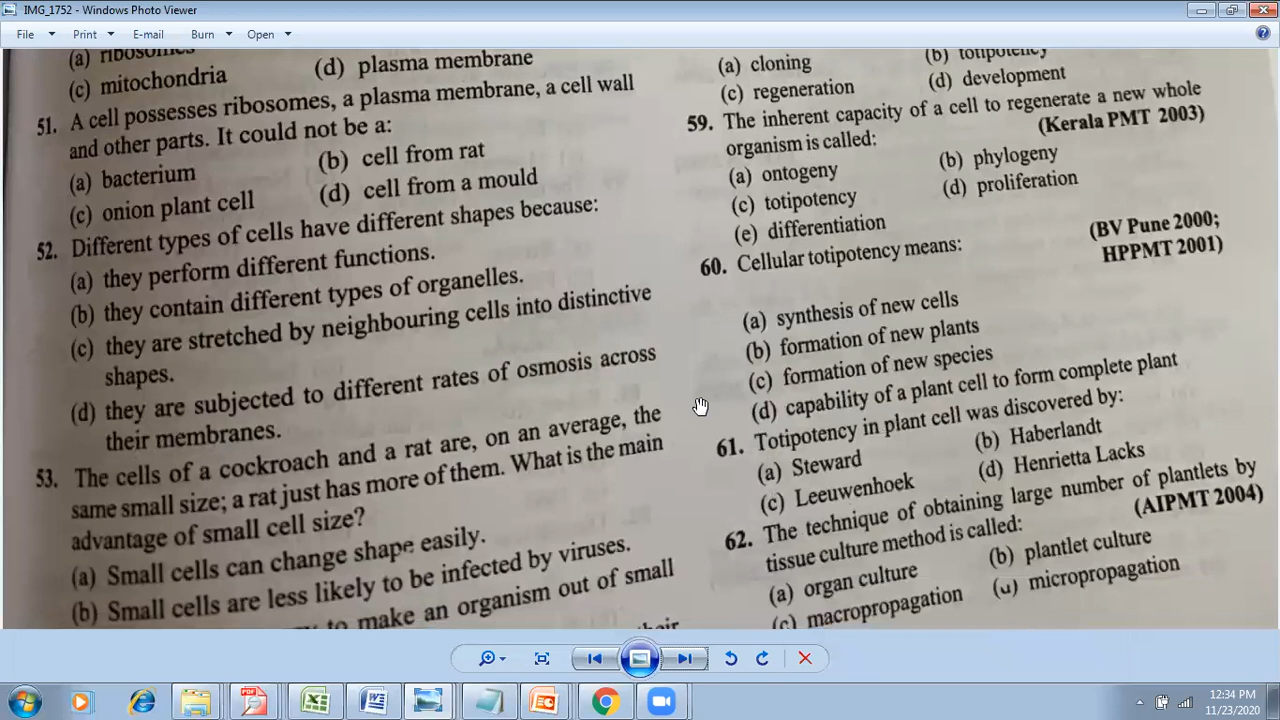 IMG_1752 - Windows Photo Viewer
File Print E-mail Burn Open
(a) ribosomes
(c) mitochondria (d) plasma membrane
51. A cell possesses ribosomes, a plasma membrane, a cell wall
and other parts. It could not be a:
(a) bacterium (b) cell from rat
(c) onion plant cell (d) cell from a mould
52. Different types of cells have different shapes because:
(a) they perform different functions.
(b) they contain different types of organelles.
(c) they are stretched by neighbouring cells into distinctive
shapes.
(d) they are subjected to different rates of osmosis across
their membranes.
53. The cells of a cockroach and a rat are, on an average, the
same small size; a rat just has more of them. What is the main
advantage of small cell size?
(a) Small cells can change shape easily.
(b) Small cells are less likely to be infected by viruses.
to make an organism out of small
(b) totipotency
(a) cloning
(c) regeneration (d) development
59. The inherent capacity of a cell to regenerate a new whole
organism is called: (Kerala PMT 2003)
(a) ontogeny (b) phylogeny
(c) totipotency (d) proliferation
(e) differentiation
60. Cellular totipotency means: (BV Pune 2000;
HPPMT 2001)
(a) synthesis of new cells
(b) formation of new plants
(c) formation of new species
(d) capability of a plant cell to form complete plant
61. Totipotency in plant cell was discovered by:
(a) Steward (b) Haberlandt
(c) Leeuwenhoek (d) Henrietta Lacks
62. The technique of obtaining large number of plantlets by
tissue culture method is called: (AIPMT 2004)
(a) organ culture (b) plantlet culture
(c) macropropagation (d) micropropagation
12:34 PM
11/23/2020